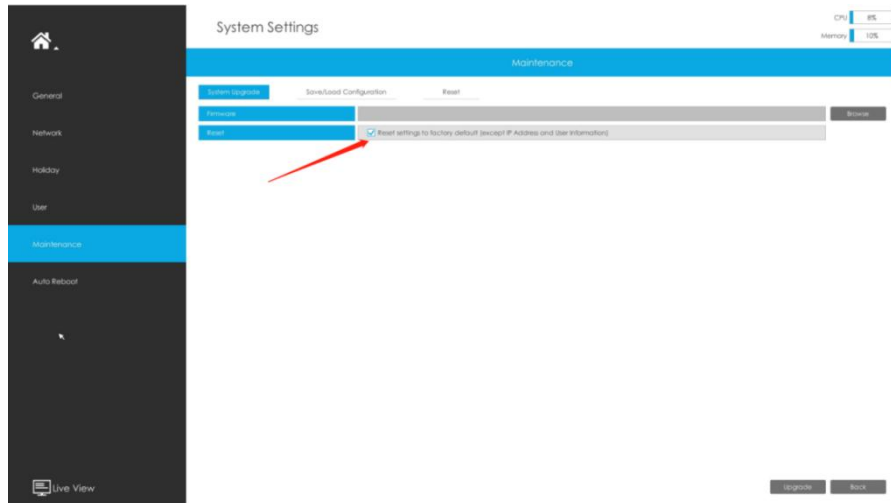 System Settings
CPU 8%
Memory 10%
Maintenance
General
Network
Holiday
User
Maintenance
Auto Reboot
Live View
System Upgrade Save/Load Configuration Reset
Firmware Browse
Reset Reset settings to factory default (except IP Address and User Information)
Upgrade Back